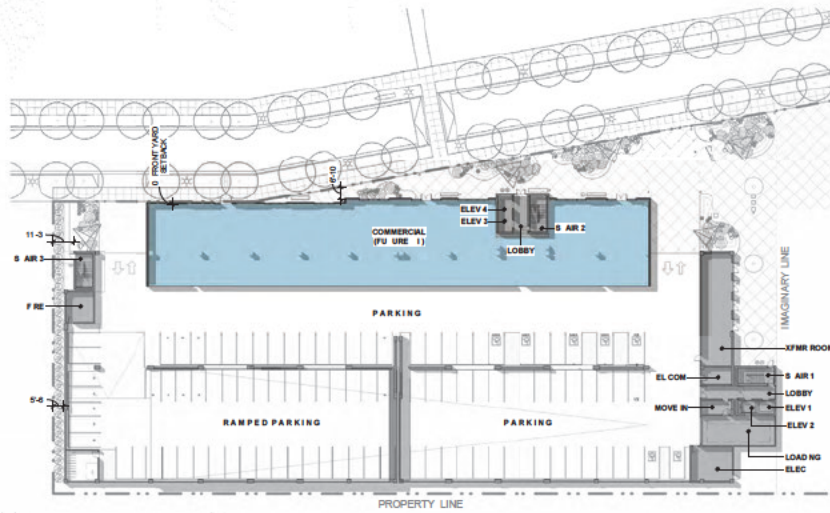 0 FRONT YARD
SETBACK
6'-10
11 -3
S AIR 3
F RE
5'-6
ELEV 4
ELEV 3
LOBBY
S AIR 2
COMMERCIAL
(FU URE I )
PARKING
RAMPED PARKING
PARKING
IMAGINARY LINE
XFMR ROOM
EL COM
S AIR 1
LOBBY
MOVE IN
ELEV 1
ELEV 2
LOAD NG
ELEC
PROPERTY LINE